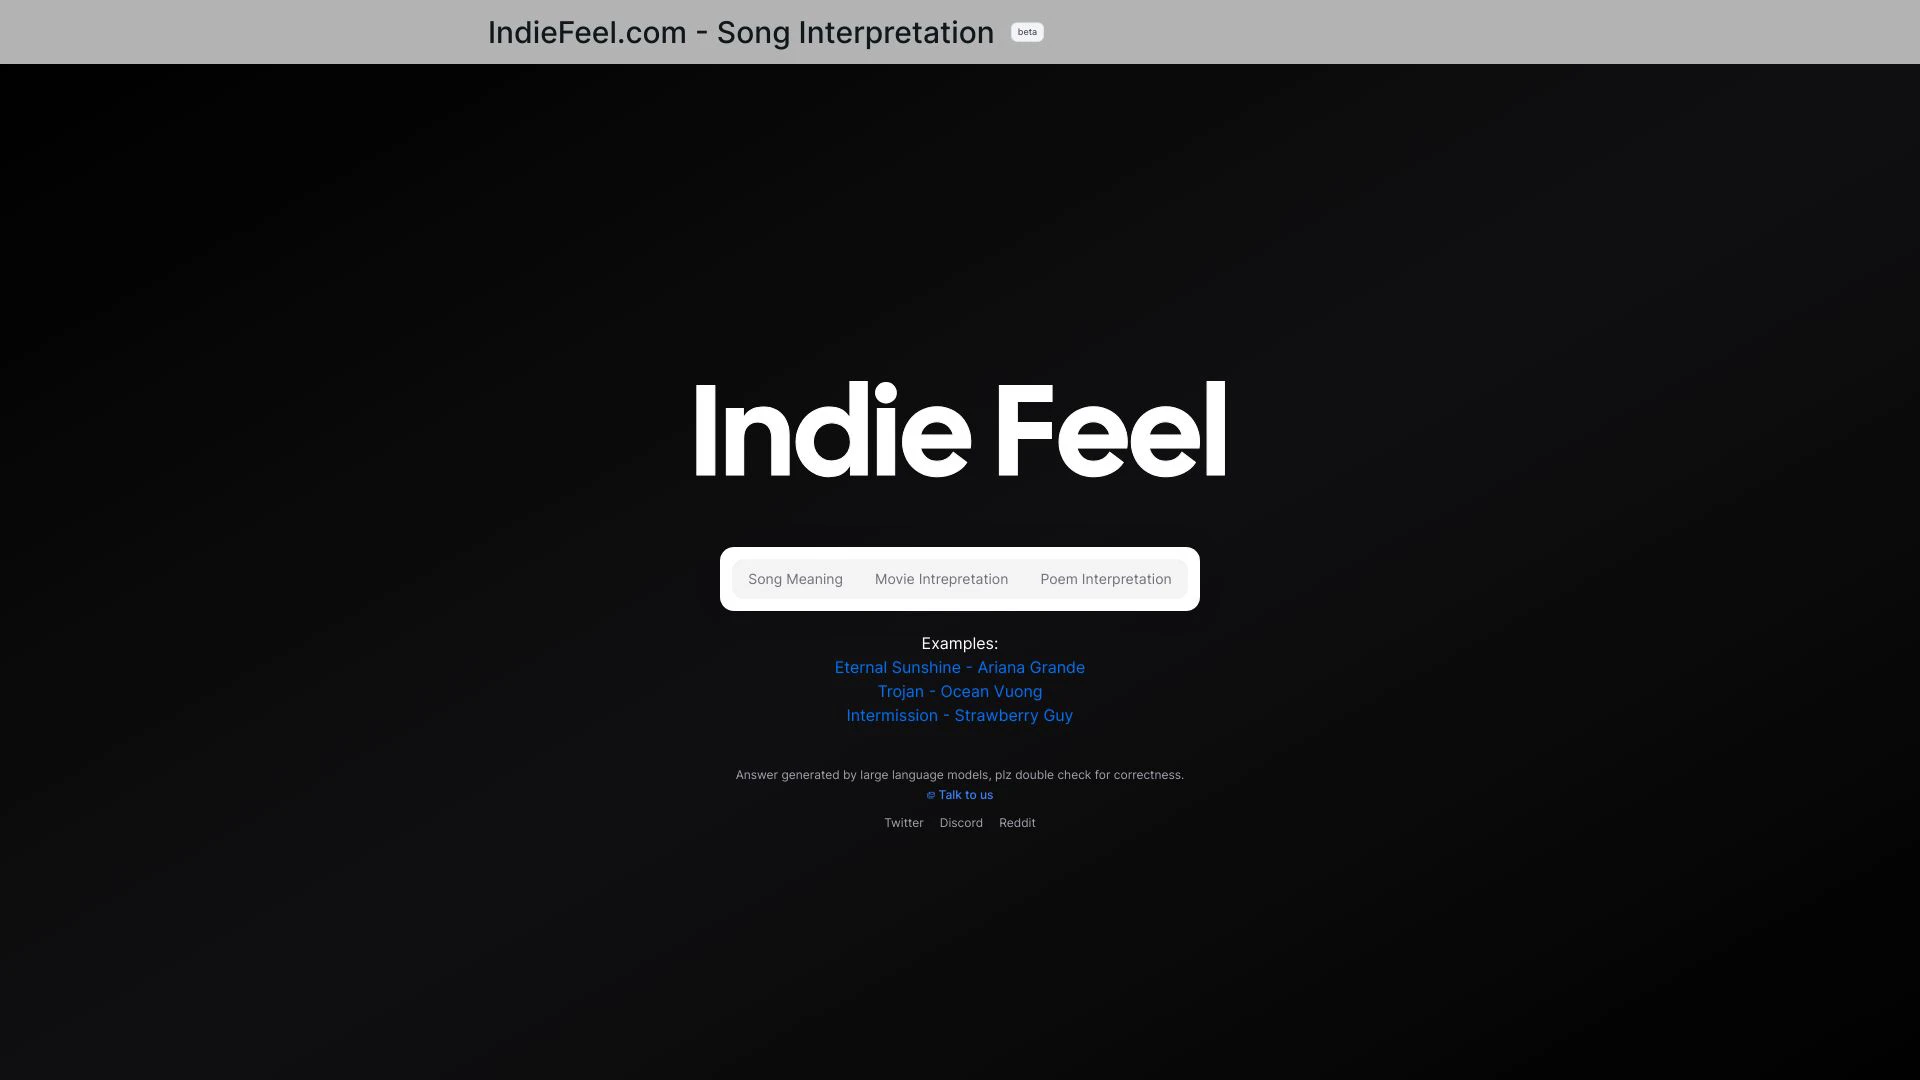 IndieFeel.com - Song Interpretation beta
Indie Feel
Song Meaning Movie Intrepretation Poem Interpretation
Examples:
Eternal Sunshine - Ariana Grande
Trojan - Ocean Vuong
Intermission - Strawberry Guy
Answer generated by large language models, plz double check for correctness.
Talk to us
Twitter Discord Reddit